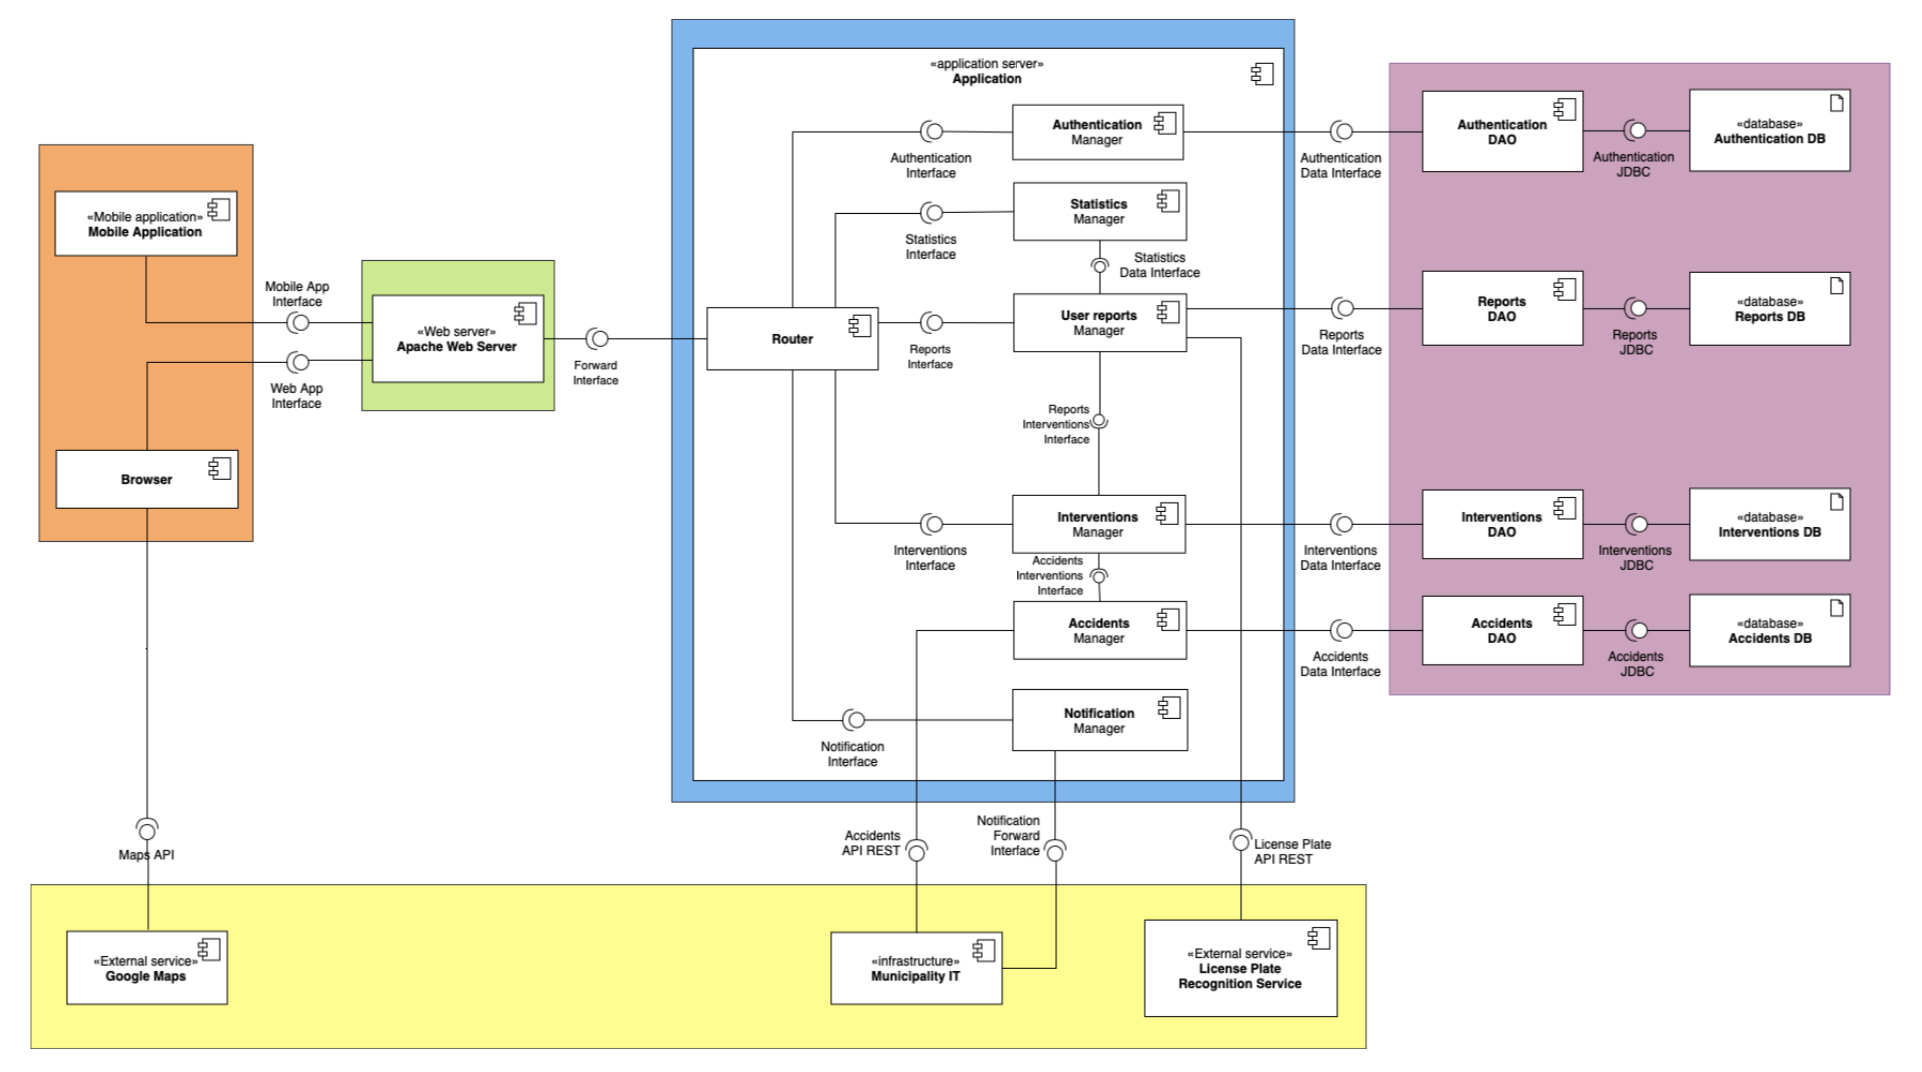 «application server»
Application
Authentication
Manager
Authentication
Interface
Authentication
Data Interface
Authentication
DAO
Authentication
JDBC
«database»
Authentication DB
Statistics
Manager
Statistics
Interface
Statistics
Data Interface
«Mobile application»
Mobile Application
Mobile App
Interface
«Web server»
Apache Web Server
Web App
Interface
Forward
Interface
Router
Reports
Interface
User reports
Manager
Reports
Data Interface
Reports
DAO
Reports
JDBC
«database»
Reports DB
Reports
Interventions
Interface
Browser
Interventions
Interface
Interventions
Manager
Interventions
Data Interface
Interventions
DAO
Interventions
JDBC
«database»
Interventions DB
Accidents
Interventions
Interface
Accidents
Manager
Accidents
Data Interface
Accidents
DAO
Accidents
JDBC
«database»
Accidents DB
Notification
Manager
Notification
Interface
Maps API
Accidents
API REST
Notification
Forward
Interface
License Plate
API REST
«External service»
Google Maps
«infrastructure»
Municipality IT
«External service»
License Plate
Recognition Service